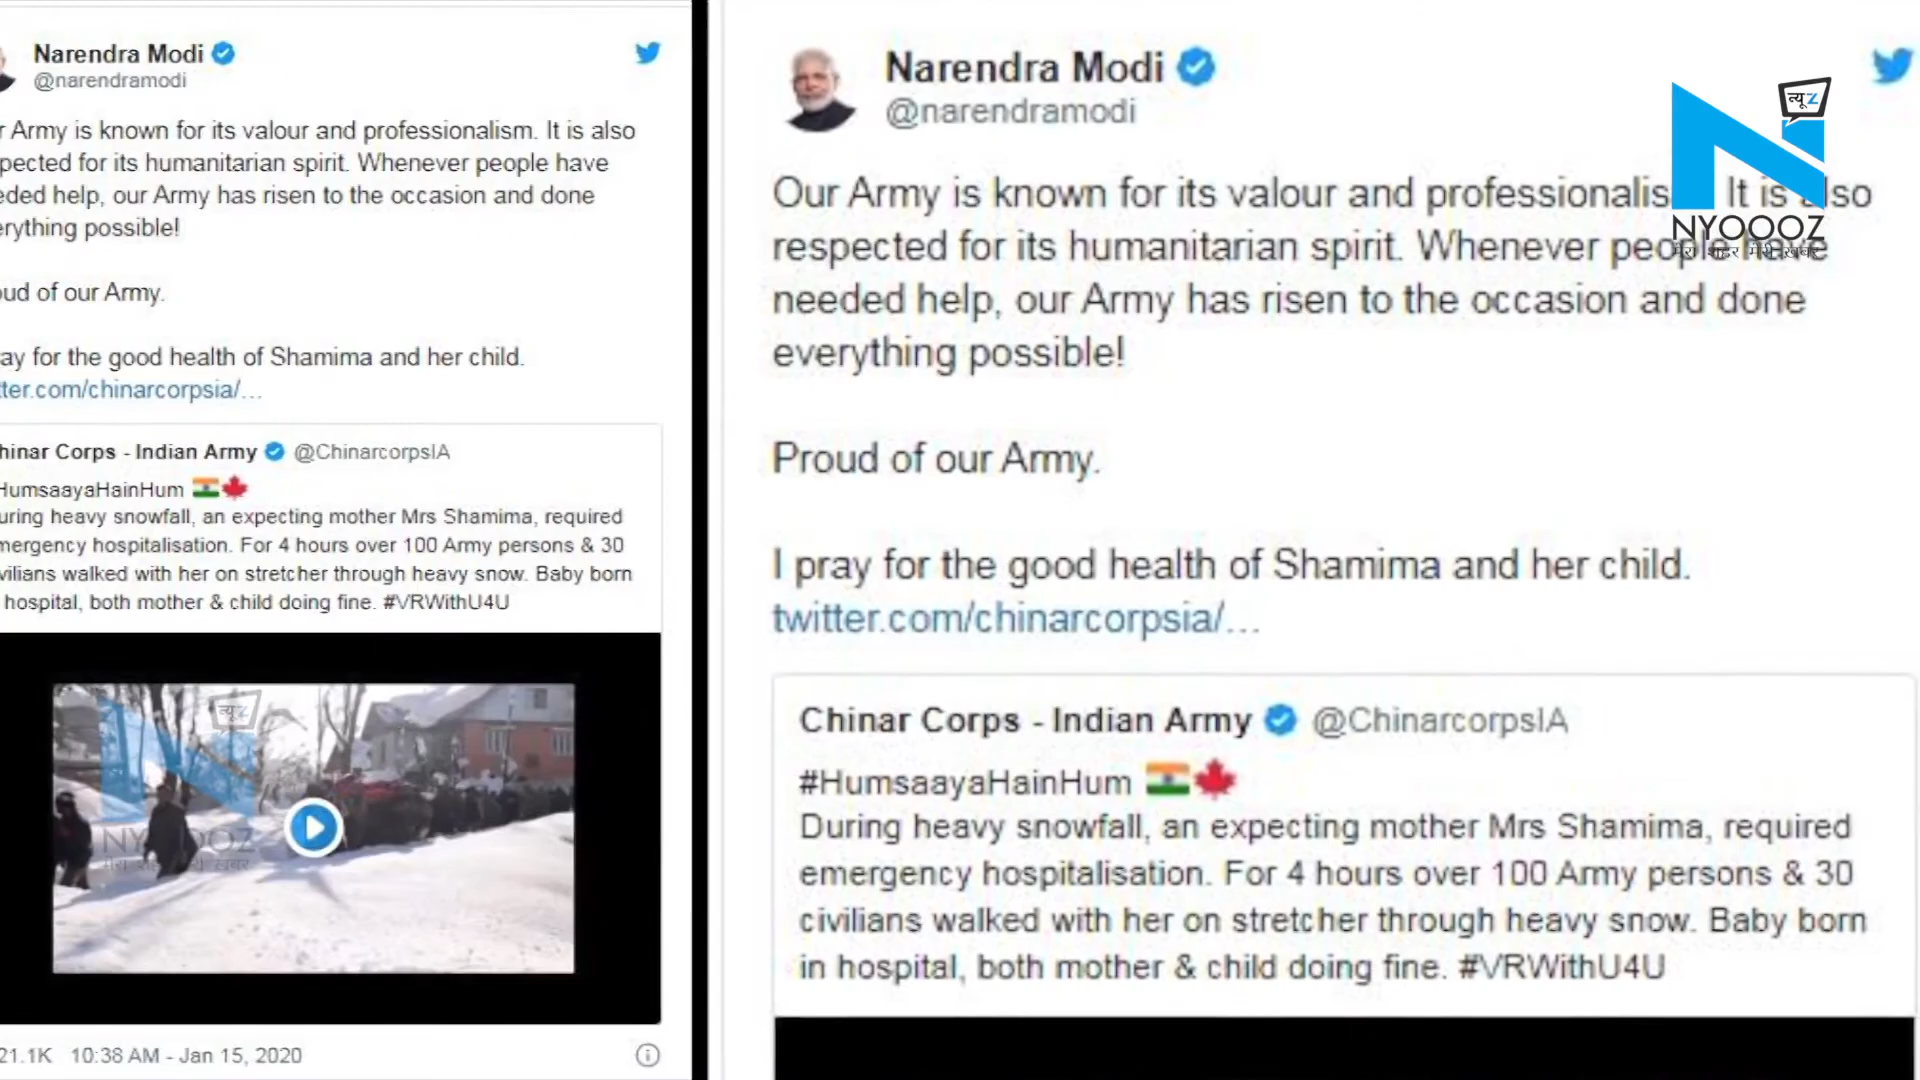 Narendra Modi
@narendramodi
Army is known for its valour and professionalism. It is also
pected for its humanitarian spirit. Whenever people have
eded help, our Army has risen to the occasion and done
erything possible!
oud of our Army.
ay for the good health of Shamima and her child.
tter.com/chinarcorpsia/...
hinar Corps - Indian Army @ChinarcorpsIA
HumsaayaHainHum
uring heavy snowfall, an expecting mother Mrs Shamima, required
mergency hospitalisation. For 4 hours over 100 Army persons & 30
vilians walked with her on stretcher through heavy snow. Baby born
hospital, both mother & child doing fine. #VRWithU4U
न्यूz
NYOOOZ
मेरा शहर मेरी ख़बर
21.1K 10:38 AM - Jan 15, 2020
Narendra Modi
@narendramodi
न्यूz
NYOOOZ
मेरा शहर मेरी ख़बर
Our Army is known for its valour and professionalis It is also
respected for its humanitarian spirit. Whenever people have
needed help, our Army has risen to the occasion and done
everything possible!
Proud of our Army.
I pray for the good health of Shamima and her child.
twitter.com/chinarcorpsia/...
Chinar Corps - Indian Army @ChinarcorpsIA
#HumsaayaHainHum
During heavy snowfall, an expecting mother Mrs Shamima, required
emergency hospitalisation. For 4 hours over 100 Army persons & 30
civilians walked with her on stretcher through heavy snow. Baby born
in hospital, both mother & child doing fine. #VRWithU4U